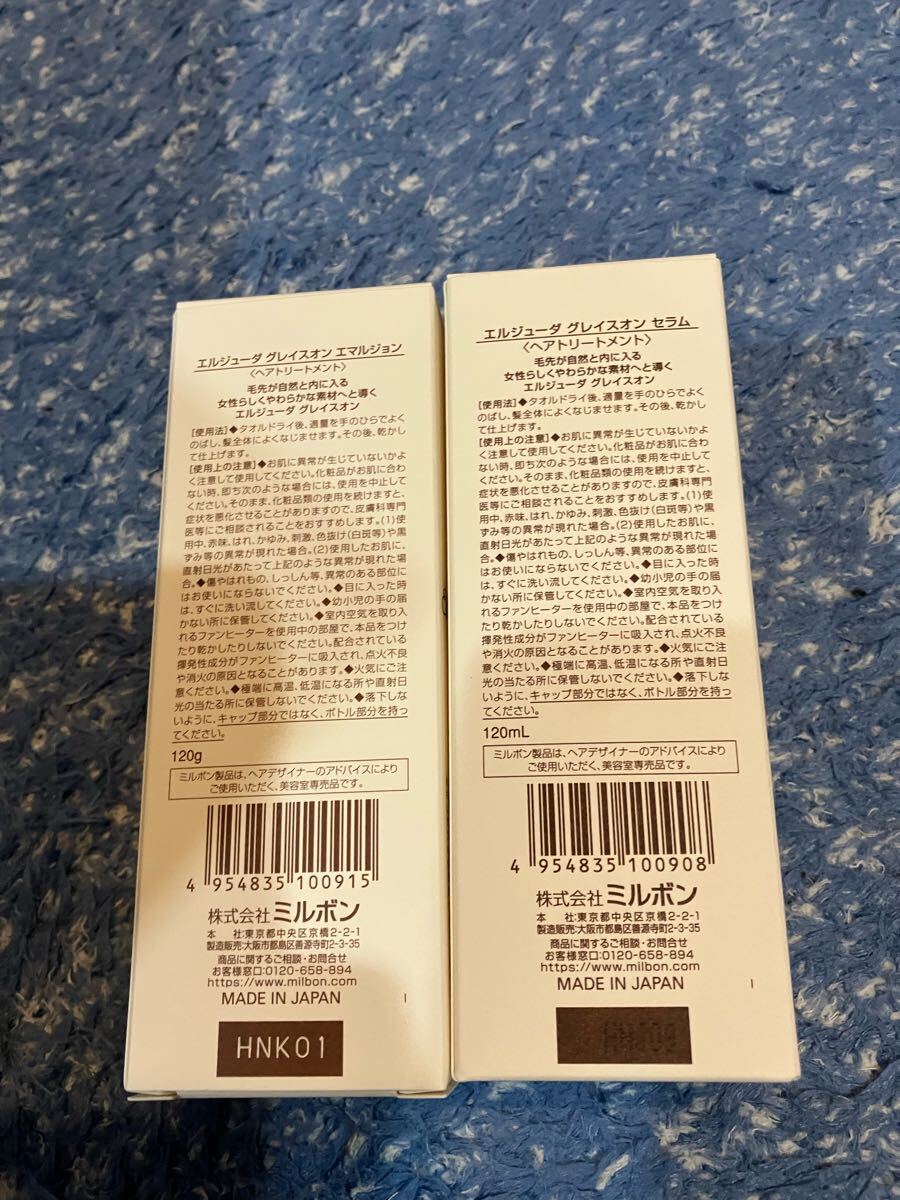 エルジューダ グレイスオン エマルジョン
〈ヘアトリートメント〉
毛先が自然と内に入る
女性らしくやわらかな素材へと導く
エルジューダ グレイスオン
[使用法]◆タオルドライ後、適量を手のひらでよく
のばし、髪全体によくなじませます。その後、乾かし
て仕上げます。
[使用上の注意]◆お肌に異常が生じていないかよ
く注意して使用してください。化粧品がお肌に合わ
ない時、即ち次のような場合には、使用を中止して
ください。そのまま、化粧品類の使用を続けますと、
症状を悪化させることがありますので、皮膚科専門
医等にご相談されることをおすすめします。(1)使
用中、赤味、はれ、かゆみ、刺激、色抜け(白斑等)や黒
ずみ等の異常が現れた場合。(2)使用したお肌に、
直射日光があたって上記のような異常が現れた場
合。◆傷やはれもの、しっしん等、異常のある部位に
はお使いにならないでください。◆目に入った時
は、すぐに洗い流してください。◆幼小児の手の届
かない所に保管してください。◆室内空気を取り入
れるファンヒーターを使用中の部屋で、本品をつけ
たり乾かしたりしないでください。配合されている
揮発性成分がファンヒーターに吸入され、点火不良
や消火の原因となることがあります。◆火気にご注
意ください。◆極端に高温、低温になる所や直射日
光の当たる所に保管しないでください。◆落下しな
いように、キャップ部分ではなく、ボトル部分を持っ
てください。
120g
ミルボン製品は、ヘアデザイナーのアドバイスにより
ご使用いただく、美容室専売品です。
4 954835 100915
株式会社 ミルボン
本 社:東京都中央区京橋2-2-1
製造販売:大阪市都島区善源寺町2-3-35
商品に関するご相談・お問合せ
お客様窓口:0120-658-894
https://www.milbon.com
MADE IN JAPAN
I
HNK01
エルジューダ グレイスオン セラム
〈ヘアトリートメント〉
毛先が自然と内に入る
女性らしくやわらかな素材へと導く
エルジューダ グレイスオン
[使用法]◆タオルドライ後、適量を手のひらでよく
のばし、髪全体によくなじませます。その後、乾かし
て仕上げます。
[使用上の注意]◆お肌に異常が生じていないかよ
く注意して使用してください。化粧品がお肌に合わ
ない時、即ち次のような場合には、使用を中止して
ください。そのまま、化粧品類の使用を続けますと、
症状を悪化させることがありますので、皮膚科専門
医等にご相談されることをおすすめします。(1)使
用中、赤味、はれ、かゆみ、刺激、色抜け(白斑等)や黒
ずみ等の異常が現れた場合。(2)使用したお肌に、
直射日光があたって上記のような異常が現れた場
合。◆傷やはれもの、しっしん等、異常のある部位に
はお使いにならないでください。◆目に入った時
は、すぐに洗い流してください。◆幼小児の手の届
かない所に保管してください。◆室内空気を取り入
れるファンヒーターを使用中の部屋で、本品をつけ
たり乾かしたりしないでください。配合されている
揮発性成分がファンヒーターに吸入され、点火不良
や消火の原因となることがあります。◆火気にご注
意ください。◆極端に高温、低温になる所や直射日
光の当たる所に保管しないでください。◆落下しな
いように、キャップ部分ではなく、ボトル部分を持っ
てください。
120mL
ミルボン製品は、ヘアデザイナーのアドバイスにより
ご使用いただく、美容室専売品です。
4 954835 100908
株式会社 ミルボン
本 社:東京都中央区京橋2-2-1
製造販売:大阪市都島区善源寺町2-3-35
商品に関するご相談・お問合せ
お客様窓口:0120-658-894
https://www.milbon.com
MADE IN JAPAN
I